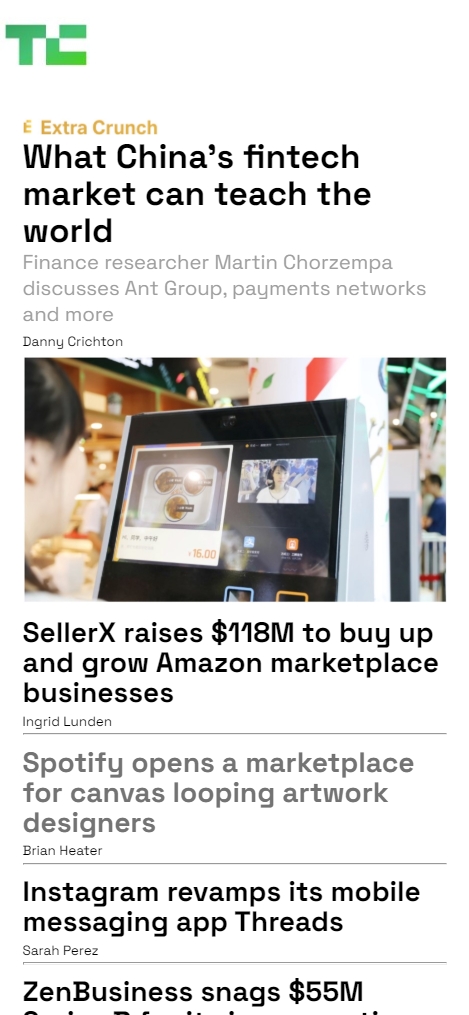 TC
Extra Crunch
What China's fintech
market can teach the
world
Finance researcher Martin Chorzempa
discusses Ant Group, payments networks
and more
Danny Crichton
16.00
SellerX raises $118M to buy up
and grow Amazon marketplace
businesses
Ingrid Lunden
Spotify opens a marketplace
for canvas looping artwork
designers
Brian Heater
Instagram revamps its mobile
messaging app Threads
Sarah Perez
ZenBusiness snags $55M